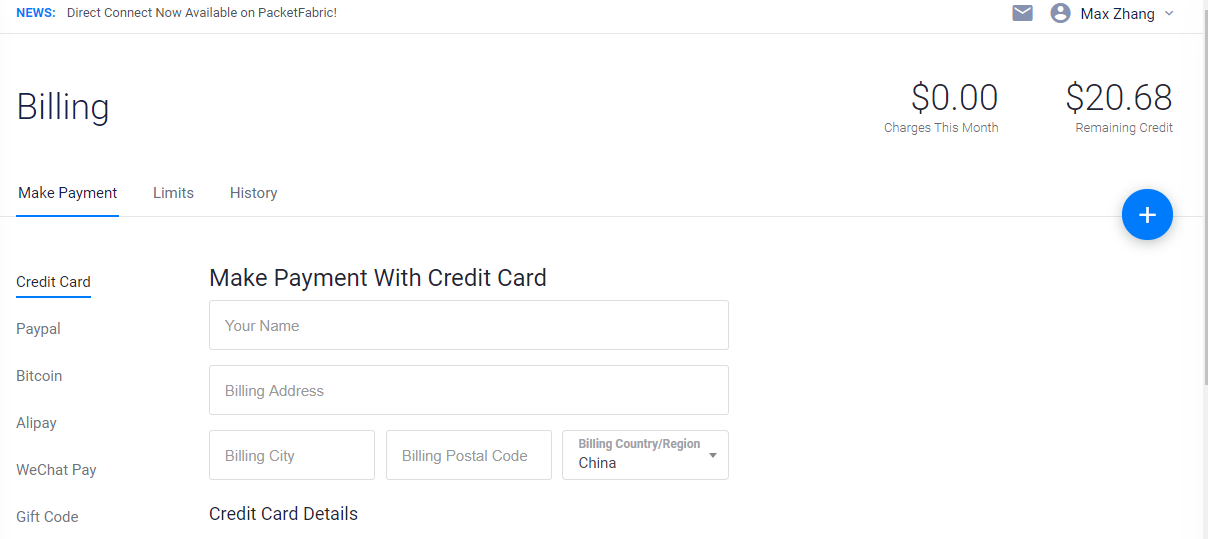 NEWS: Direct Connect Now Available on PacketFabric!
Max Zhang
Billing
$0.00
Charges This Month
$20.68
Remaining Credit
Make Payment
Limits
History
Credit Card
Paypal
Bitcoin
Alipay
WeChat Pay
Gift Code
Make Payment With Credit Card
Your Name
Billing Address
Billing City
Billing Postal Code
Billing Country/Region
China
Credit Card Details